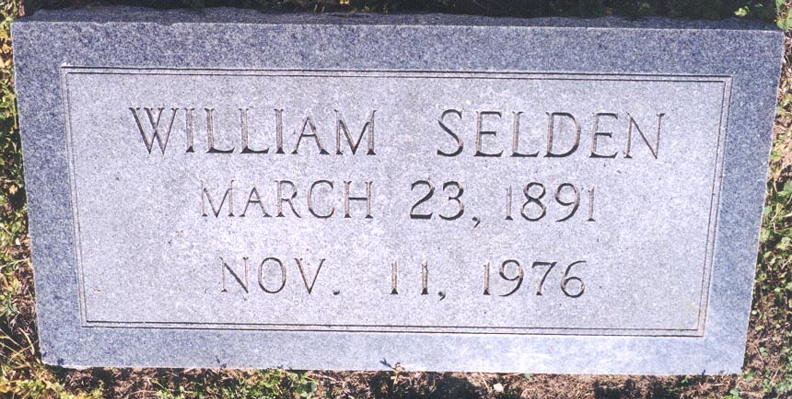 WILLIAM SELDEN
MARCH 23, 1891
NOV. 11, 1976